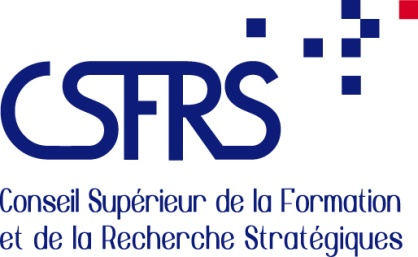 CSFRS
Conseil Supérieur de la Formation
et de la Recherche Stratégiques